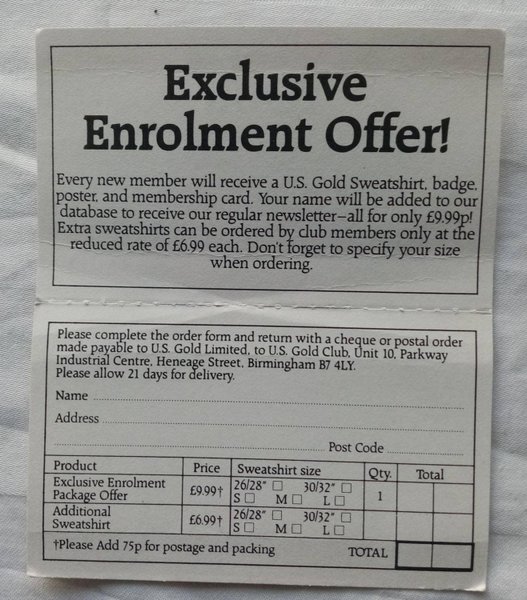 Exclusive
Enrolment Offer!
Every new member will receive a U.S. Gold Sweatshirt, badge,
poster, and membership card. Your name will be added to our
database to receive our regular newsletter—all for only £9.99p!
Extra sweatshirts can be ordered by club members only at the
reduced rate of £6.99 each. Don't forget to specify your size
when ordering.
Please complete the order form and return with a cheque or postal order
made payable to U.S. Gold Limited, to U.S. Gold Club, Unit 10, Parkway
Industrial Centre, Heneage Street, Birmingham B7 4LY.
Please allow 21 days for delivery.
Name
Address
Post Code
Product Price Sweatshirt size Qty. Total
Exclusive Enrolment Package Offer £9.99† 26/28" ☐ 30/32" ☐ S ☐ M ☐ L ☐ 1
Additional Sweatshirt £6.99† 26/28" ☐ 30/32" ☐ S ☐ M ☐ L ☐
†Please Add 75p for postage and packing TOTAL